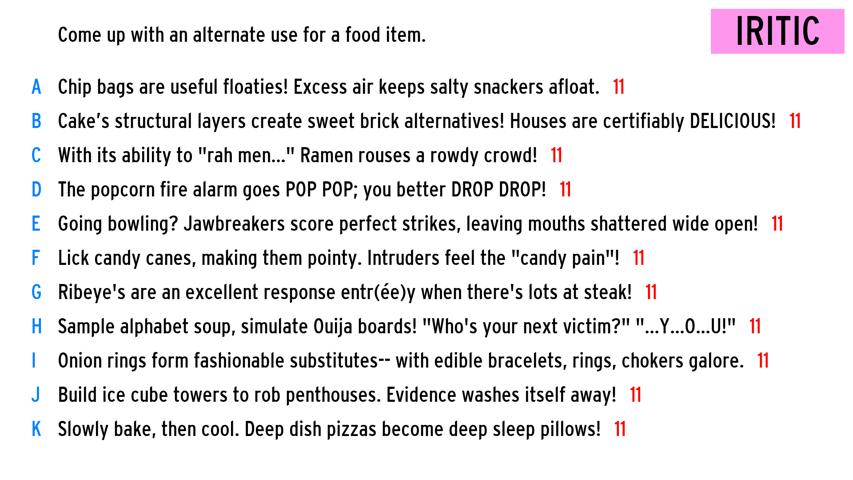 Come up with an alternate use for a food item.
IRITIC
A Chip bags are useful floaties! Excess air keeps salty snackers afloat. 11
B Cake's structural layers create sweet brick alternatives! Houses are certifiably DELICIOUS! 11
C With its ability to "rah men..." Ramen rouses a rowdy crowd! 11
D The popcorn fire alarm goes POP POP; you better DROP DROP! 11
E Going bowling? Jawbreakers score perfect strikes, leaving mouths shattered wide open! 11
F Lick candy canes, making them pointy. Intruders feel the "candy pain"! 11
G Ribeye's are an excellent response entr(ée)y when there's lots at steak! 11
H Sample alphabet soup, simulate Ouija boards! "Who's your next victim?" "...Y...O...U!" 11
I Onion rings form fashionable substitutes-- with edible bracelets, rings, chokers galore. 11
J Build ice cube towers to rob penthouses. Evidence washes itself away! 11
K Slowly bake, then cool. Deep dish pizzas become deep sleep pillows! 11